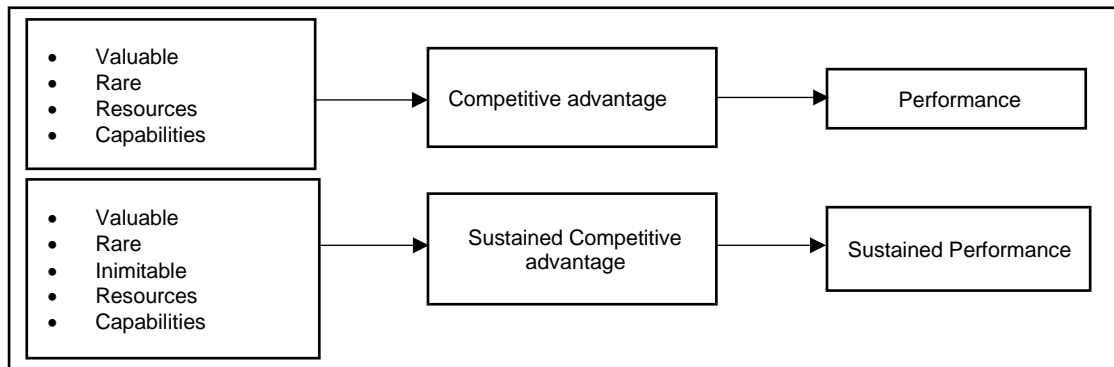 • Valuable
• Rare
• Resources
• Capabilities
Competitive advantage
Performance
• Valuable
• Rare
• Inimitable
• Resources
• Capabilities
Sustained Competitive
advantage
Sustained Performance